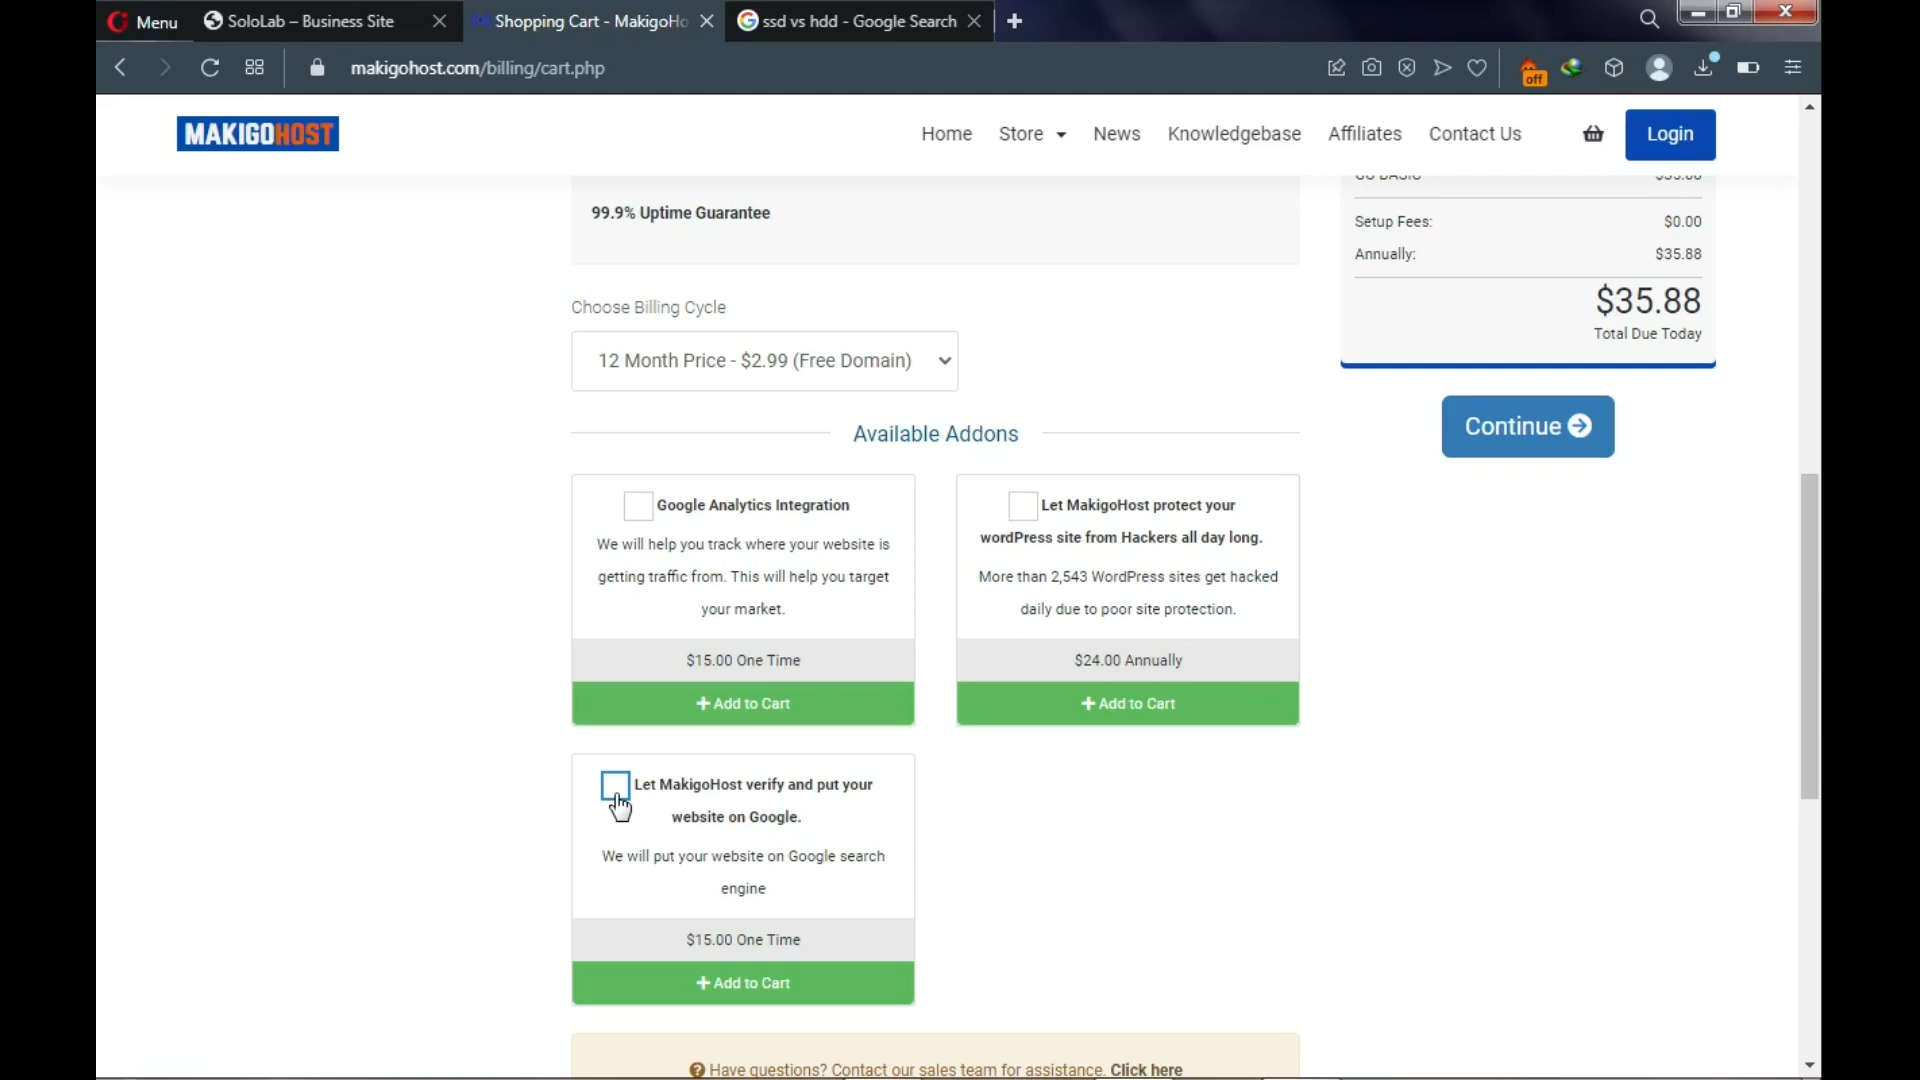 Menu
SoloLab – Business Site
Shopping Cart - MakigoHo
ssd vs hdd - Google Search
makigohost.com/billing/cart.php
off
MAKIGOHOST
Home
Store
News
Knowledgebase
Affiliates
Contact Us
Login
99.9% Uptime Guarantee
GO BASIC
$35.88
Setup Fees:
$0.00
Annually:
$35.88
$35.88
Total Due Today
Continue
Choose Billing Cycle
12 Month Price - $2.99 (Free Domain)
Available Addons
Google Analytics Integration
We will help you track where your website is
getting traffic from. This will help you target
your market.
$15.00 One Time
+ Add to Cart
Let MakigoHost protect your
wordPress site from Hackers all day long.
More than 2,543 WordPress sites get hacked
daily due to poor site protection.
$24.00 Annually
+ Add to Cart
Let MakigoHost verify and put your
website on Google.
We will put your website on Google search
engine
$15.00 One Time
+ Add to Cart
Have questions? Contact our sales team for assistance. Click here